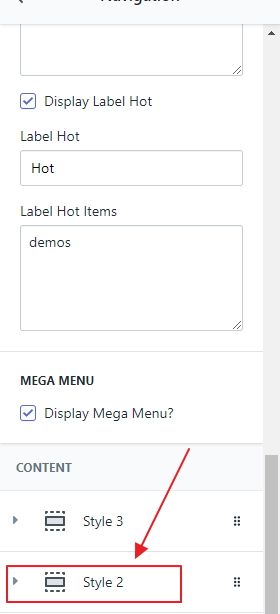 Navigation
Display Label Hot
Label Hot
Hot
Label Hot Items
demos
MEGA MENU
Display Mega Menu?
CONTENT
Style 3
Style 2